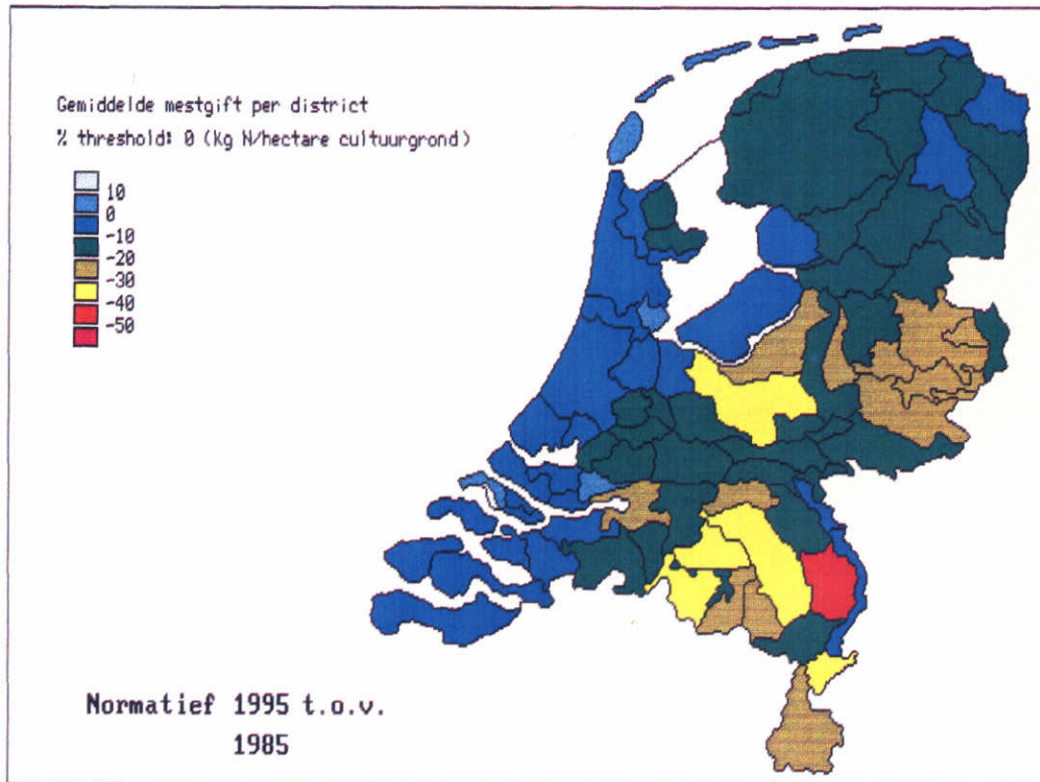 Gemiddelde mestgift per district
% threshold: 0 (kg N/hectare cultuurgrond)
10
0
-10
-20
-30
-40
-50
Normatief 1995 t.o.v.
1985